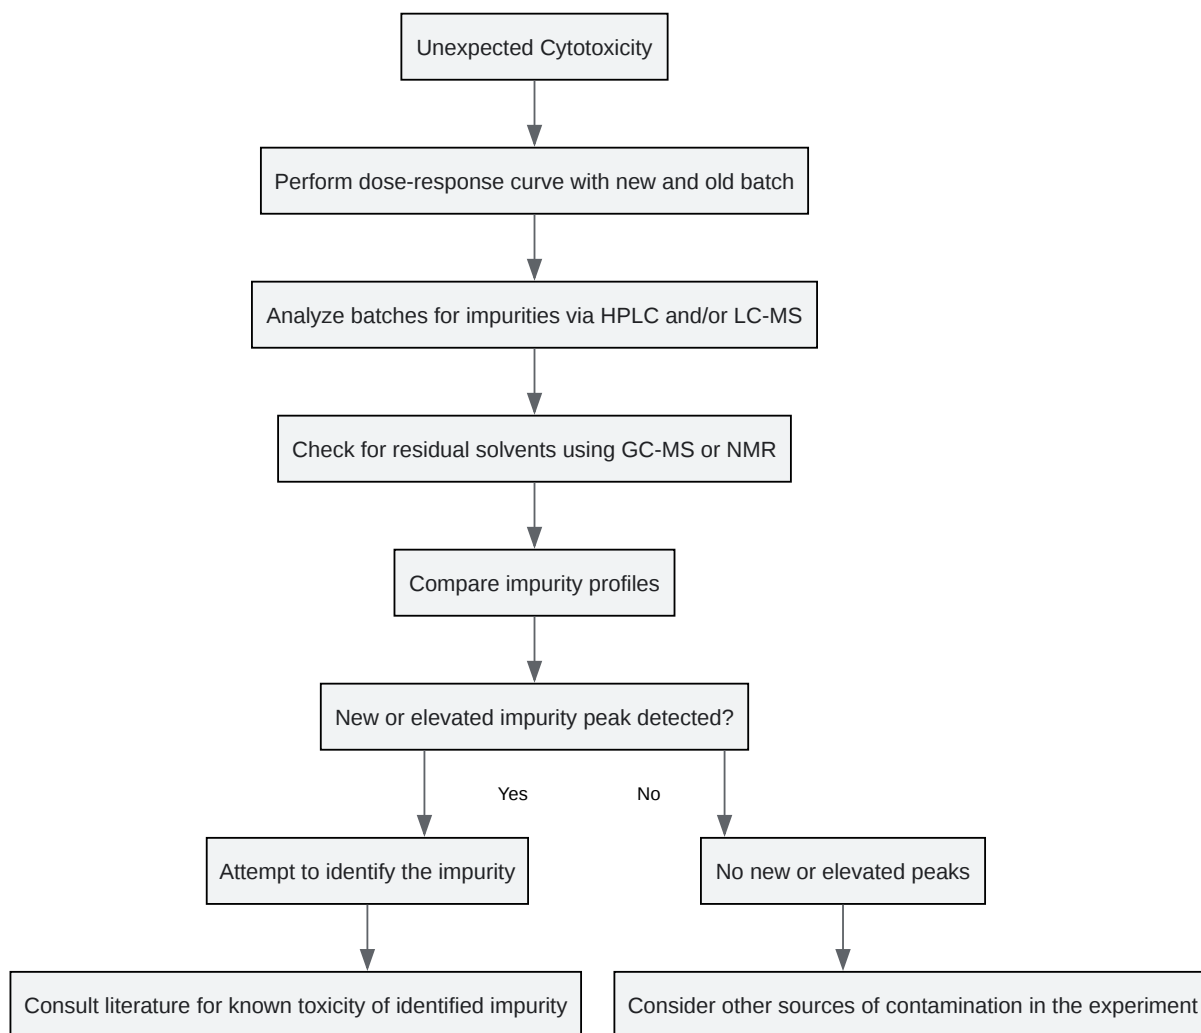 Unexpected Cytotoxicity
Perform dose-response curve with new and old batch
Analyze batches for impurities via HPLC and/or LC-MS
Check for residual solvents using GC-MS or NMR
Compare impurity profiles
New or elevated impurity peak detected?
Yes
No
Attempt to identify the impurity
No new or elevated peaks
Consult literature for known toxicity of identified impurity
Consider other sources of contamination in the experiment